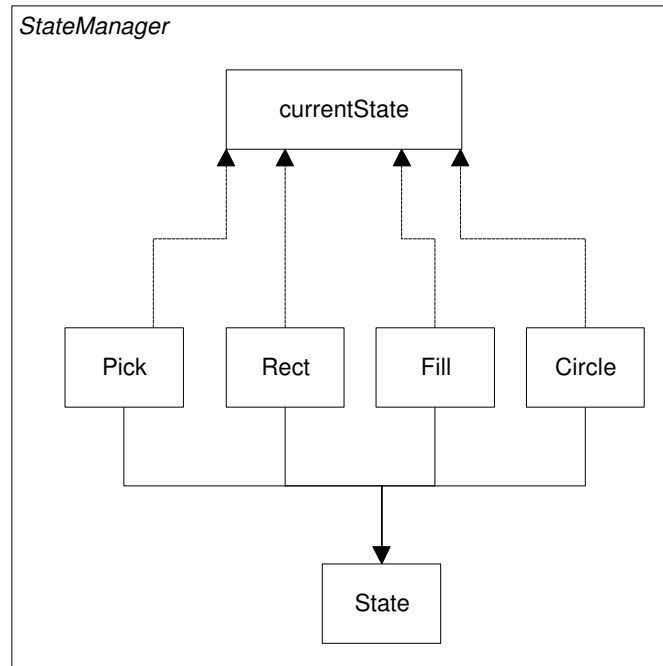 StateManager
currentState
Pick
Rect
Fill
Circle
State